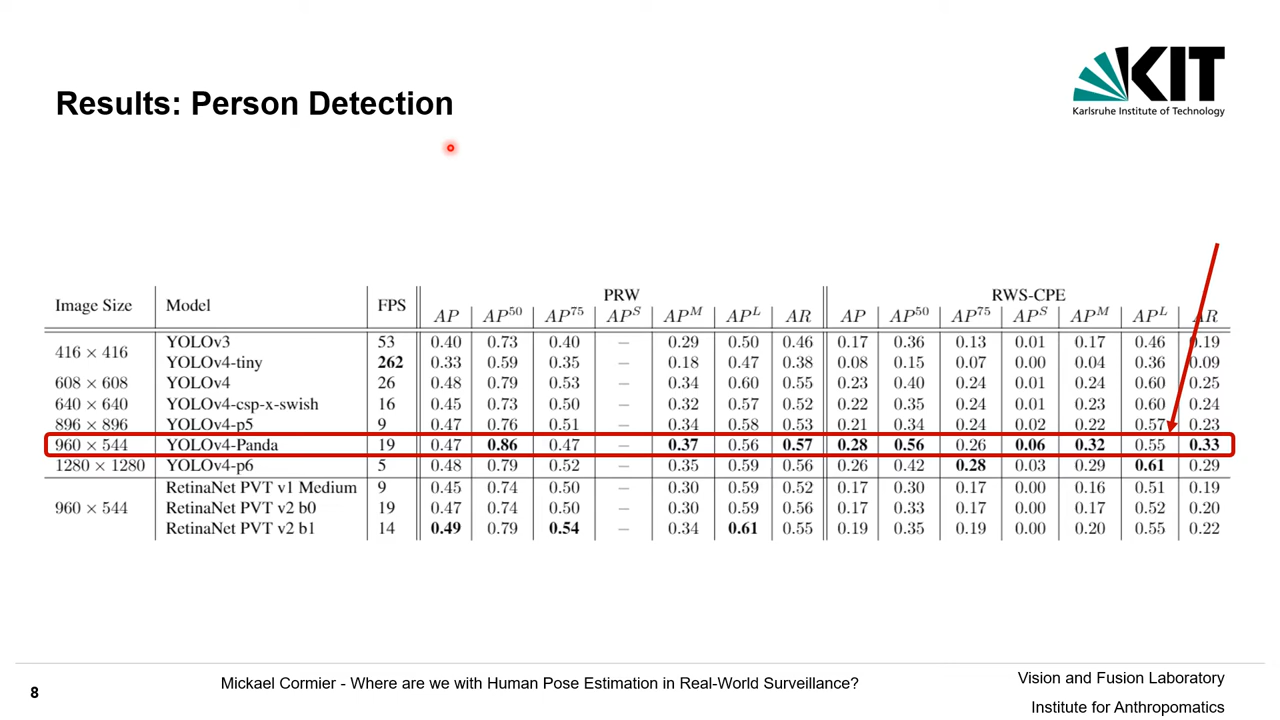 Results: Person Detection
KIT
Karlsruhe Institute of Technology
PRW RWS-CPE
Image Size Model FPS AP AP^50 AP^75 AP^S AP^M AP^L AR AP AP^50 AP^75 AP^S AP^M AP^L AR
416 × 416 YOLOv3 53 0.40 0.73 0.40 – 0.29 0.50 0.46 0.17 0.36 0.13 0.01 0.17 0.46 0.19
YOLOv4-tiny 262 0.33 0.59 0.35 – 0.18 0.47 0.38 0.08 0.15 0.07 0.00 0.04 0.36 0.09
608 × 608 YOLOv4 26 0.48 0.79 0.53 – 0.34 0.60 0.55 0.23 0.40 0.24 0.01 0.24 0.60 0.25
640 × 640 YOLOv4-csp-x-swish 16 0.45 0.73 0.50 – 0.32 0.57 0.52 0.22 0.35 0.24 0.01 0.23 0.60 0.24
896 × 896 YOLOv4-p5 9 0.47 0.76 0.51 – 0.34 0.58 0.53 0.21 0.34 0.24 0.02 0.22 0.57 0.23
960 × 544 YOLOv4-Panda 19 0.47 0.86 0.47 – 0.37 0.56 0.57 0.28 0.56 0.26 0.06 0.32 0.55 0.33
1280 × 1280 YOLOv4-p6 5 0.48 0.79 0.52 – 0.35 0.59 0.56 0.26 0.42 0.28 0.03 0.29 0.61 0.29
960 × 544 RetinaNet PVT v1 Medium 9 0.45 0.74 0.50 – 0.30 0.59 0.52 0.17 0.30 0.17 0.00 0.16 0.51 0.19
RetinaNet PVT v2 b0 19 0.47 0.74 0.50 – 0.30 0.59 0.56 0.17 0.33 0.17 0.00 0.17 0.52 0.20
RetinaNet PVT v2 b1 14 0.49 0.79 0.54 – 0.34 0.61 0.55 0.19 0.35 0.19 0.00 0.20 0.55 0.22
8
Mickael Cormier - Where are we with Human Pose Estimation in Real-World Surveillance?
Vision and Fusion Laboratory
Institute for Anthropomatics